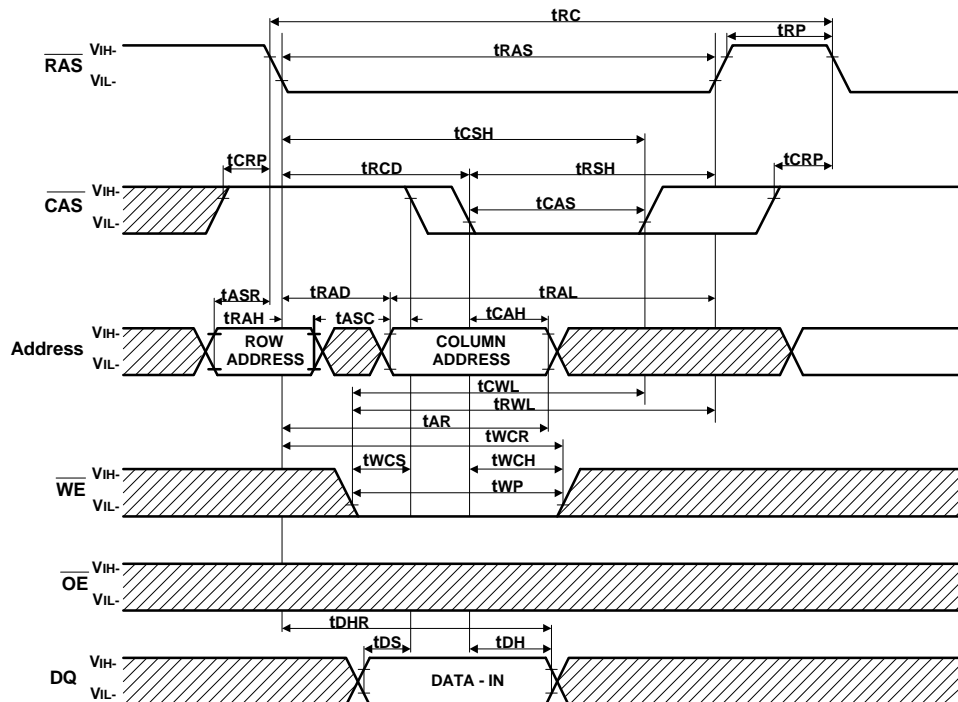 tRC
tRP
RAS
VIH-
VIL-
tRAS
tCSH
tCRP
tRCD
tRSH
tCRP
CAS
VIH-
VIL-
tCAS
tASR
tRAD
tRAL
tRAH
tASC
tCAH
Address
VIH-
VIL-
ROW
ADDRESS
COLUMN
ADDRESS
tCWL
tRWL
tAR
tWCR
tWCS
tWCH
WE
VIH-
VIL-
tWP
OE
VIH-
VIL-
tDHR
tDS
tDH
DQ
VIH-
VIL-
DATA - IN